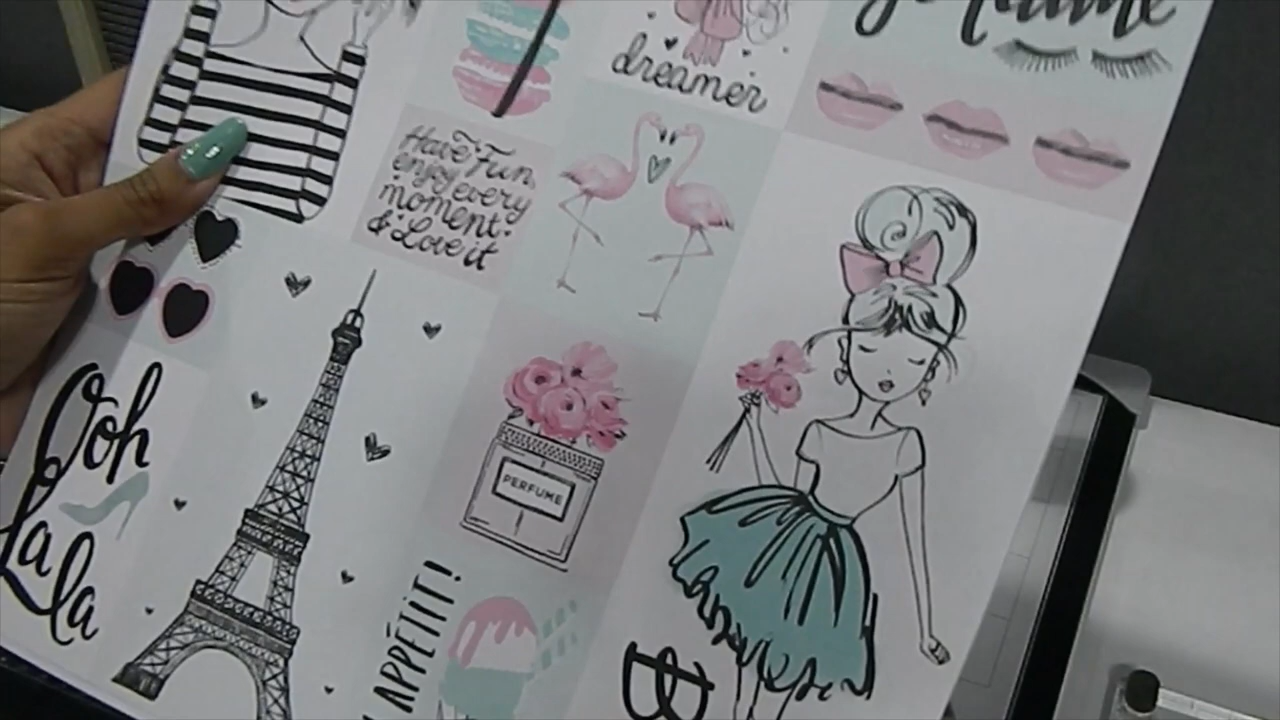 dreamer
Have Fun,
enjoy every
moment
& Love it
Ooh
La
La
PERFUME
APPÉTIT!
B